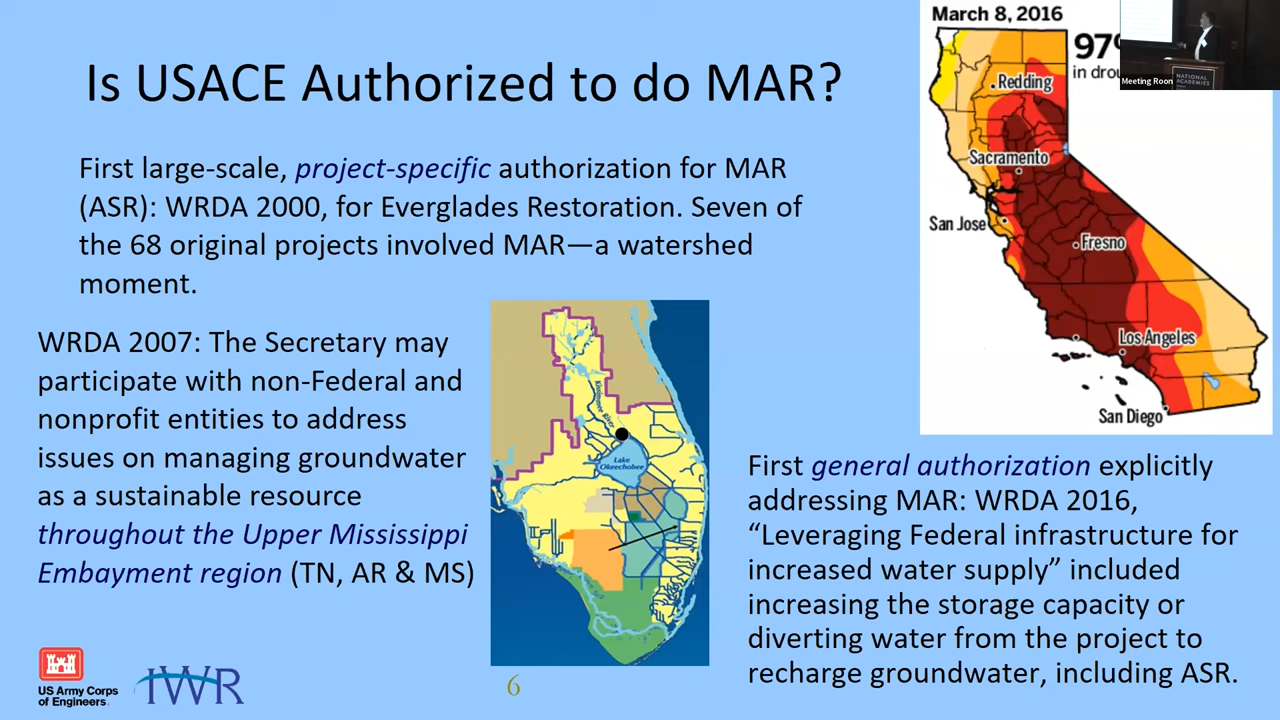 Is USACE Authorized to do MAR?
First large-scale, project-specific authorization for MAR
(ASR): WRDA 2000, for Everglades Restoration. Seven of
the 68 original projects involved MAR—a watershed
moment.
WRDA 2007: The Secretary may
participate with non-Federal and
nonprofit entities to address
issues on managing groundwater
as a sustainable resource
throughout the Upper Mississippi
Embayment region (TN, AR & MS)
Kissimmee River
Lake
Okeechobee
March 8, 2016
97
in drou
Meeting Room
NATIONAL
ACADEMIES
Redding
Sacramento
San Jose
Fresno
Los Angeles
San Diego
First general authorization explicitly
addressing MAR: WRDA 2016,
“Leveraging Federal infrastructure for
increased water supply” included
increasing the storage capacity or
diverting water from the project to
recharge groundwater, including ASR.
US Army Corps
of Engineers.
IWR
6